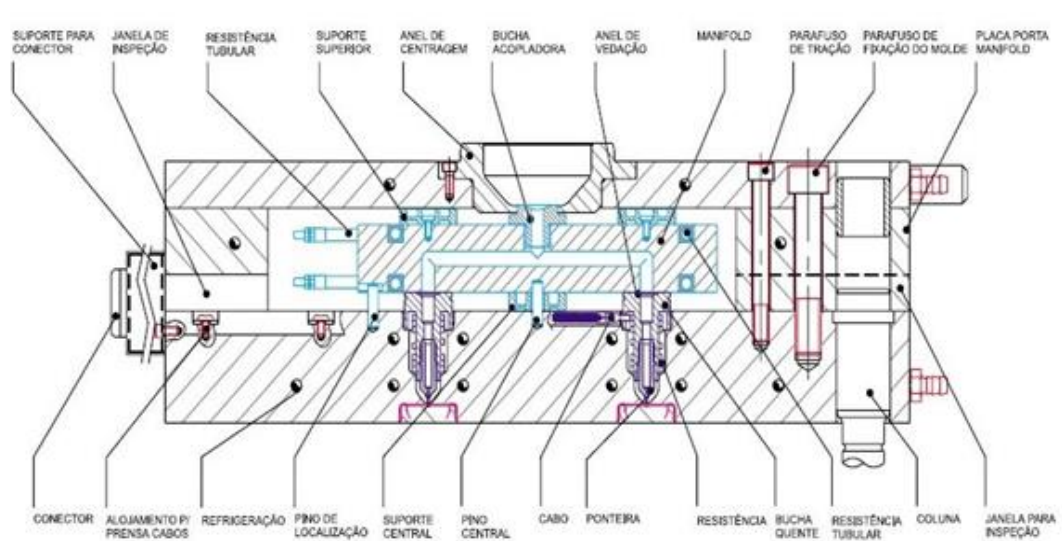 SUPORTE PARA
CONECTOR
JANELA DE
INSPEÇÃO
RESISTÊNCIA
TUBULAR
SUPORTE
SUPERIOR
ANEL DE
CENTRAGEM
BUCHA
ACOPLADORA
ANEL DE
VEDAÇÃO
MANIFOLD
PARAFUSO
DE TRAÇÃO
PARAFUSO DE
FIXAÇÃO DO MOLDE
PLACA PORTA
MANIFOLD
CONECTOR
ALOJAMENTO P/
PRENSA CABOS
REFRIGERAÇÃO
PINO DE
LOCALIZAÇÃO
SUPORTE
CENTRAL
PINO
CENTRAL
CABO
PONTEIRA
RESISTÊNCIA
BUCHA
QUENTE
RESISTÊNCIA
TUBULAR
COLUNA
JANELA PARA
INSPEÇÃO